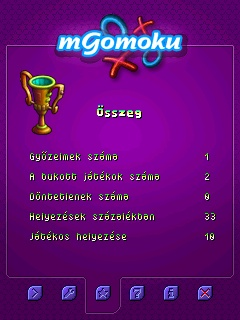 mGomoku
Összeg
Győzelmek száma 1
A bukott játékok száma 2
Döntetlenek száma 0
Helyezések százalékban 33
Játékos helyezése 10